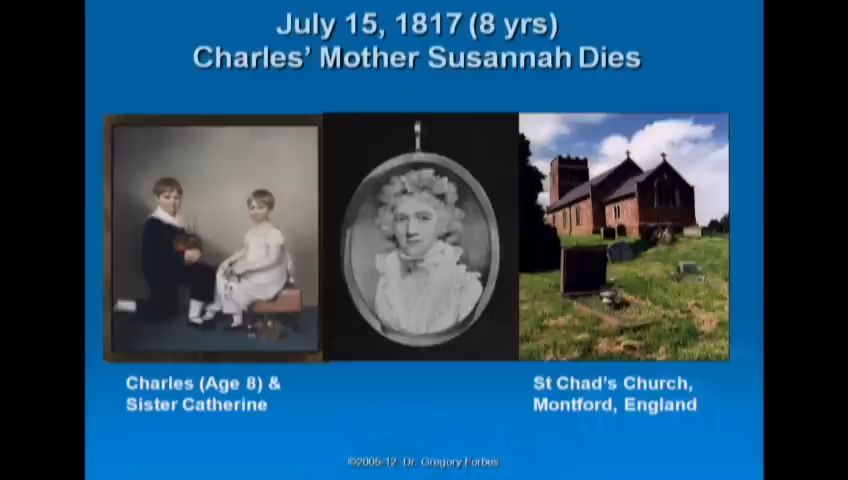 July 15, 1817 (8 yrs)
Charles’ Mother Susannah Dies
Charles (Age 8) &
Sister Catherine
St Chad’s Church,
Montford, England
©2005-12 Dr. Gregory Forbes